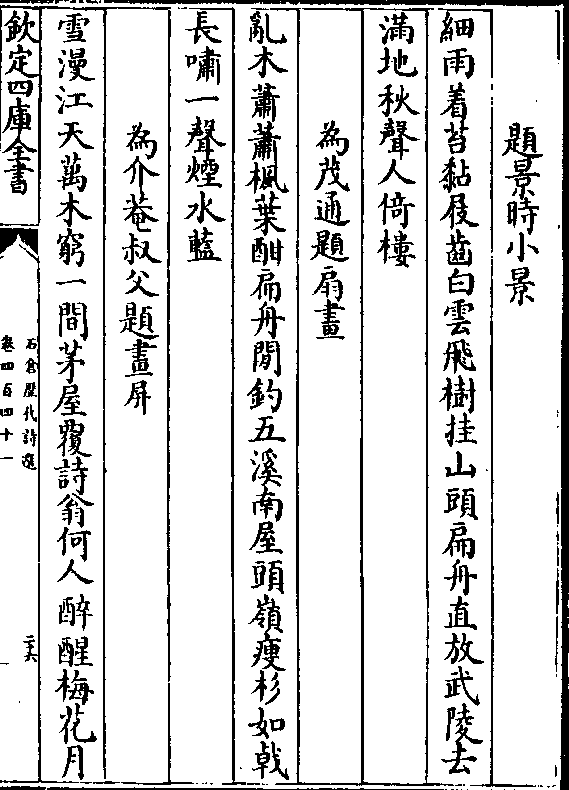 題景時小景
細雨着苔黏屐齒白雲飛樹挂山頭扁舟直放武陵去
滿地秋聲人倚樓
為茂通題扇畫
亂木蕭蕭楓葉酣扁舟閒釣五溪南屋頭嶺瘦杉如戟
長嘯一聲煙水藍
為介菴叔父題畫屏
雪漫江天萬木窮一間茅屋覆詩翁何人醉醒梅花月
欽定四庫全書
石倉歷代詩選
卷四百四十一
二六